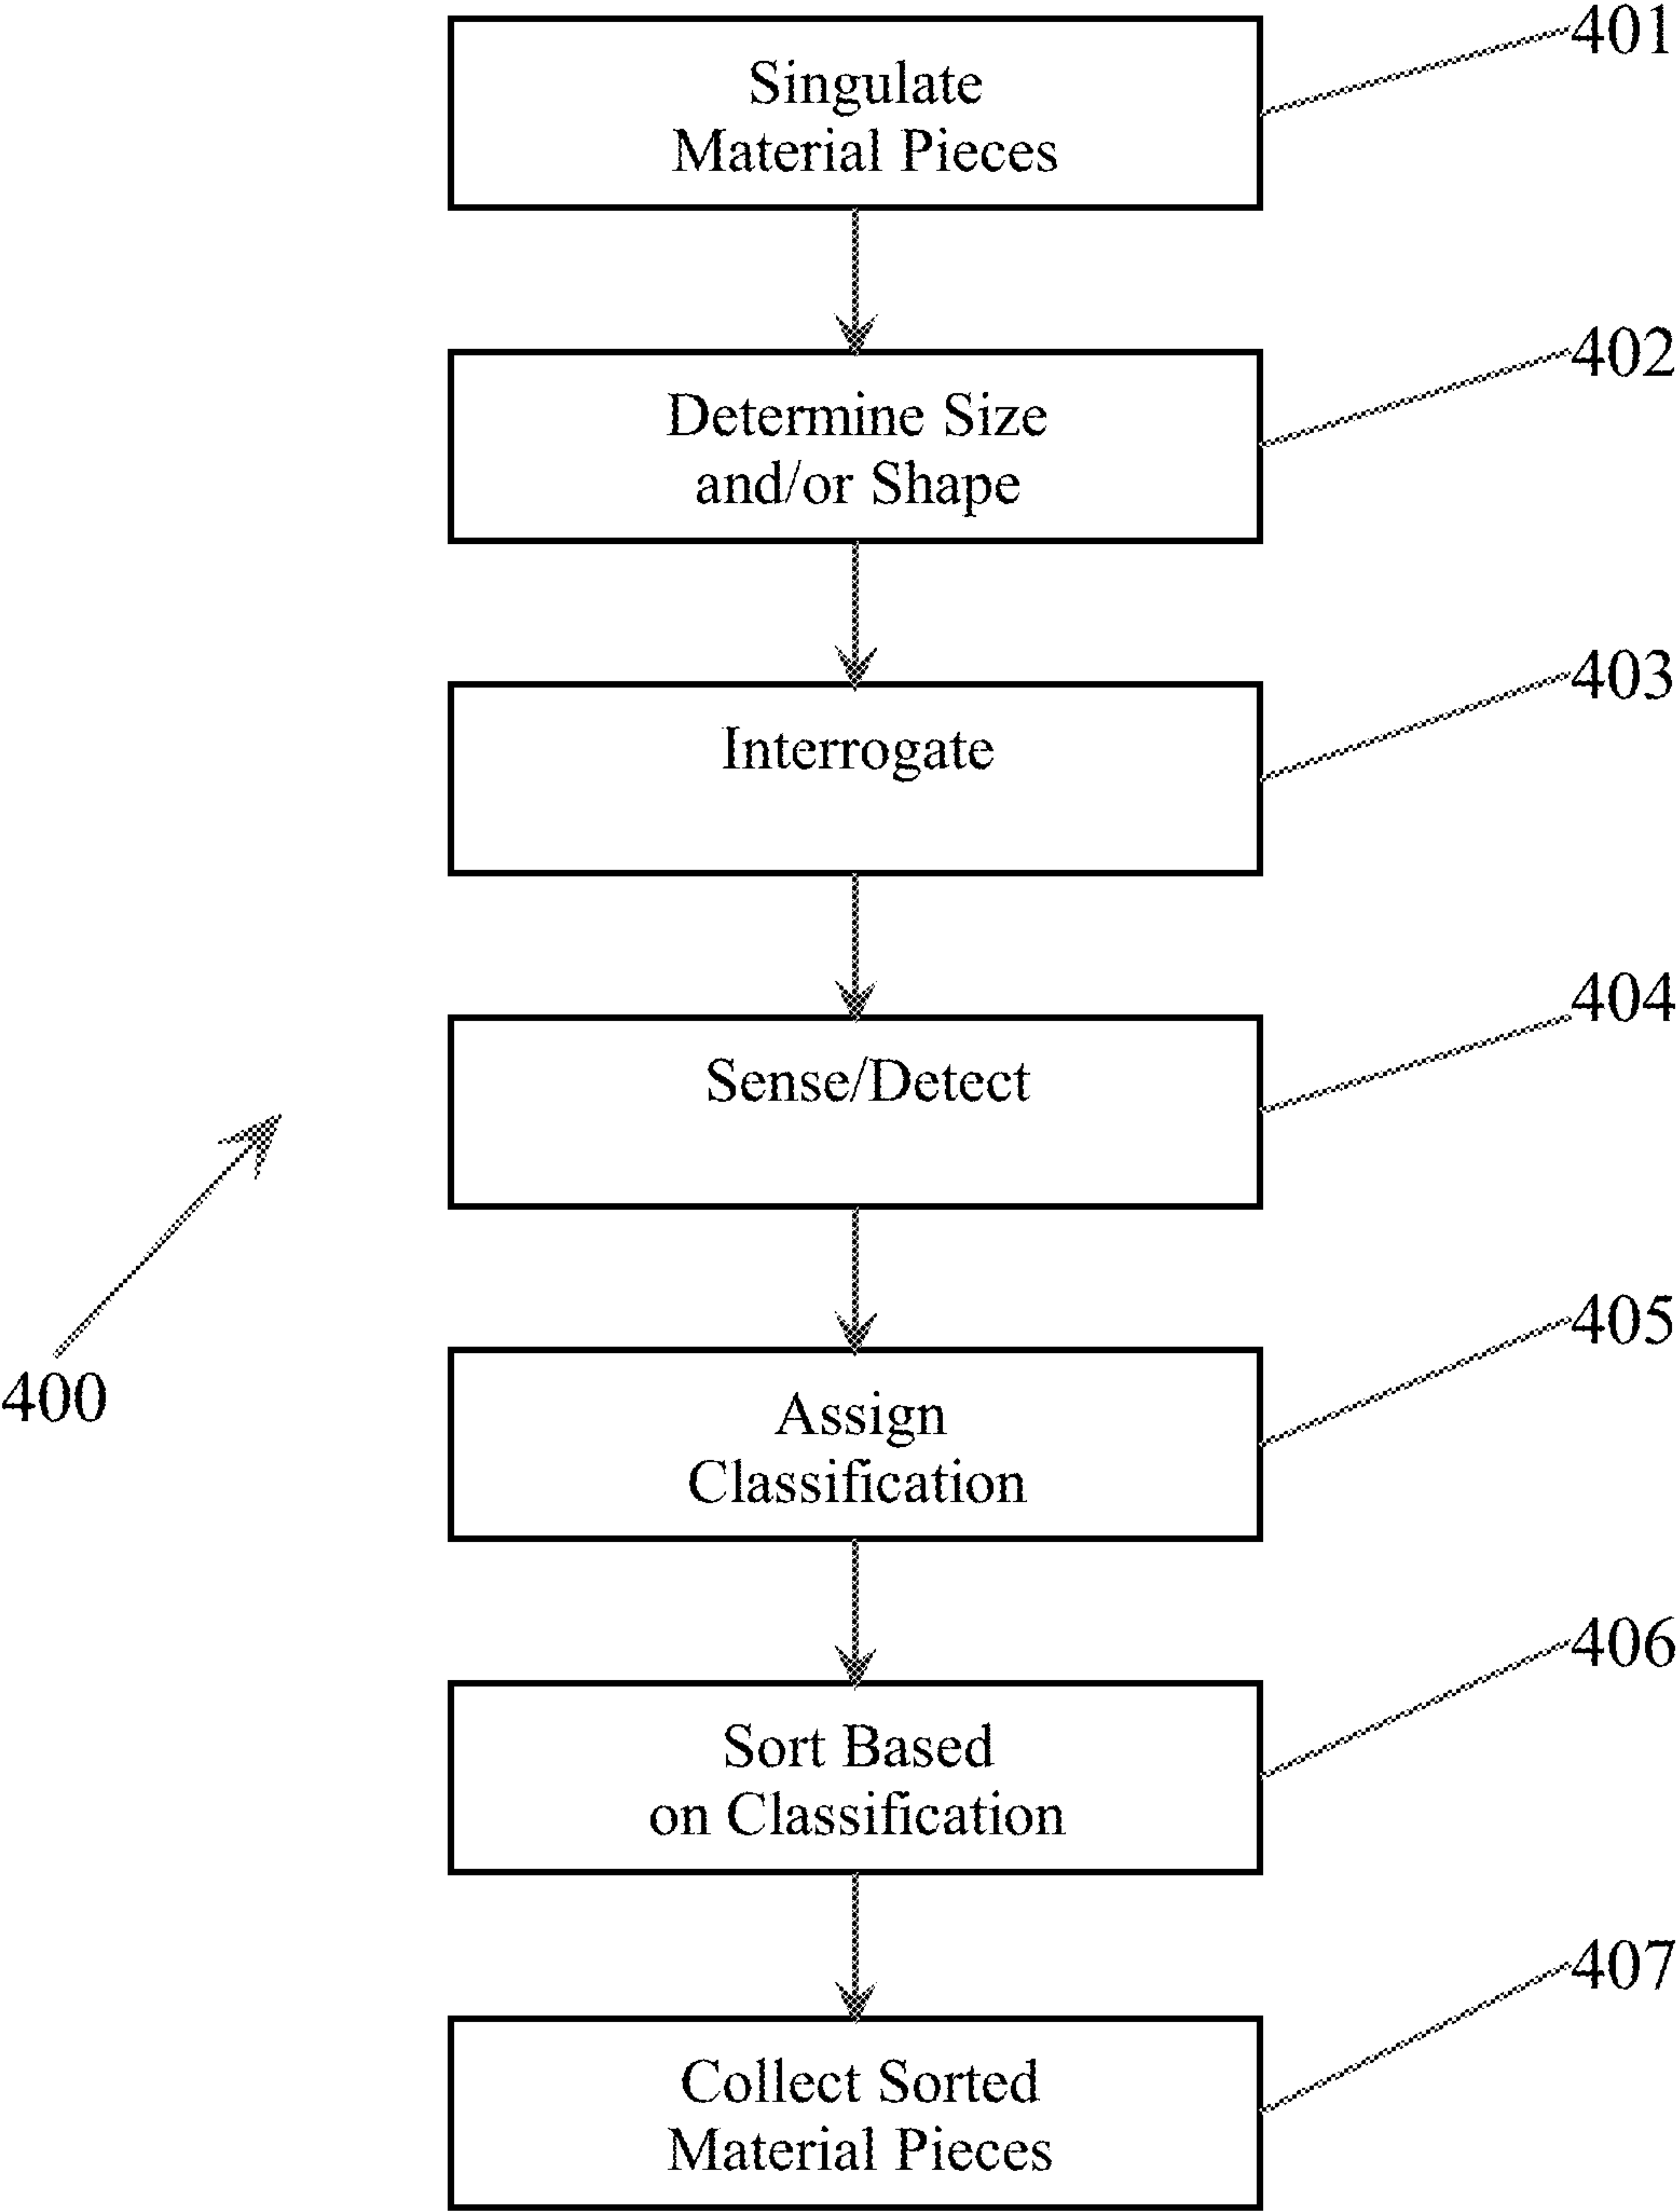 401
Singulate
Material Pieces
402
Determine Size
and/or Shape
403
Interrogate
404
Sense/Detect
400
405
Assign
Classification
406
Sort Based
on Classification
407
Collect Sorted
Material Pieces